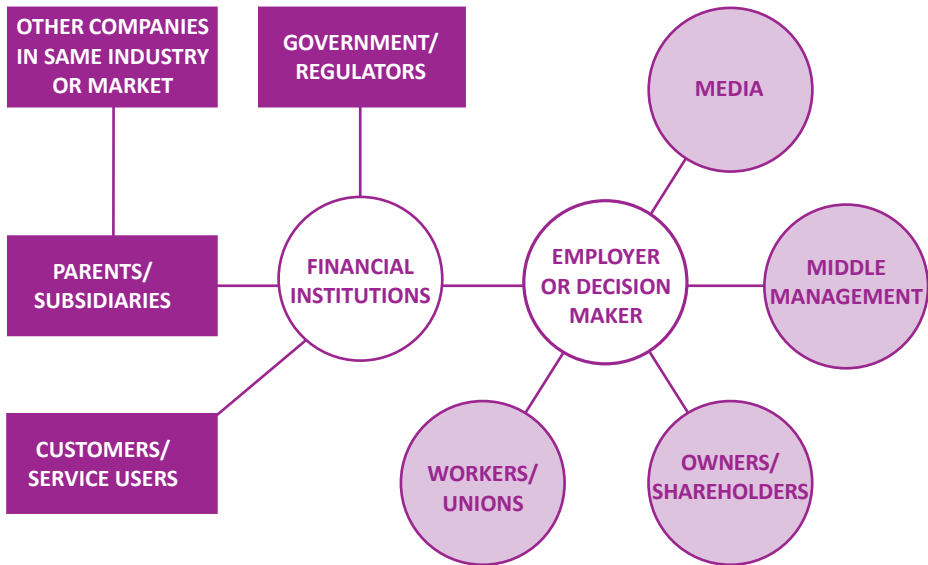 OTHER COMPANIES
IN SAME INDUSTRY
OR MARKET
GOVERNMENT/
REGULATORS
MEDIA
PARENTS/
SUBSIDIARIES
FINANCIAL
INSTITUTIONS
EMPLOYER
OR DECISION
MAKER
MIDDLE
MANAGEMENT
CUSTOMERS/
SERVICE USERS
WORKERS/
UNIONS
OWNERS/
SHAREHOLDERS